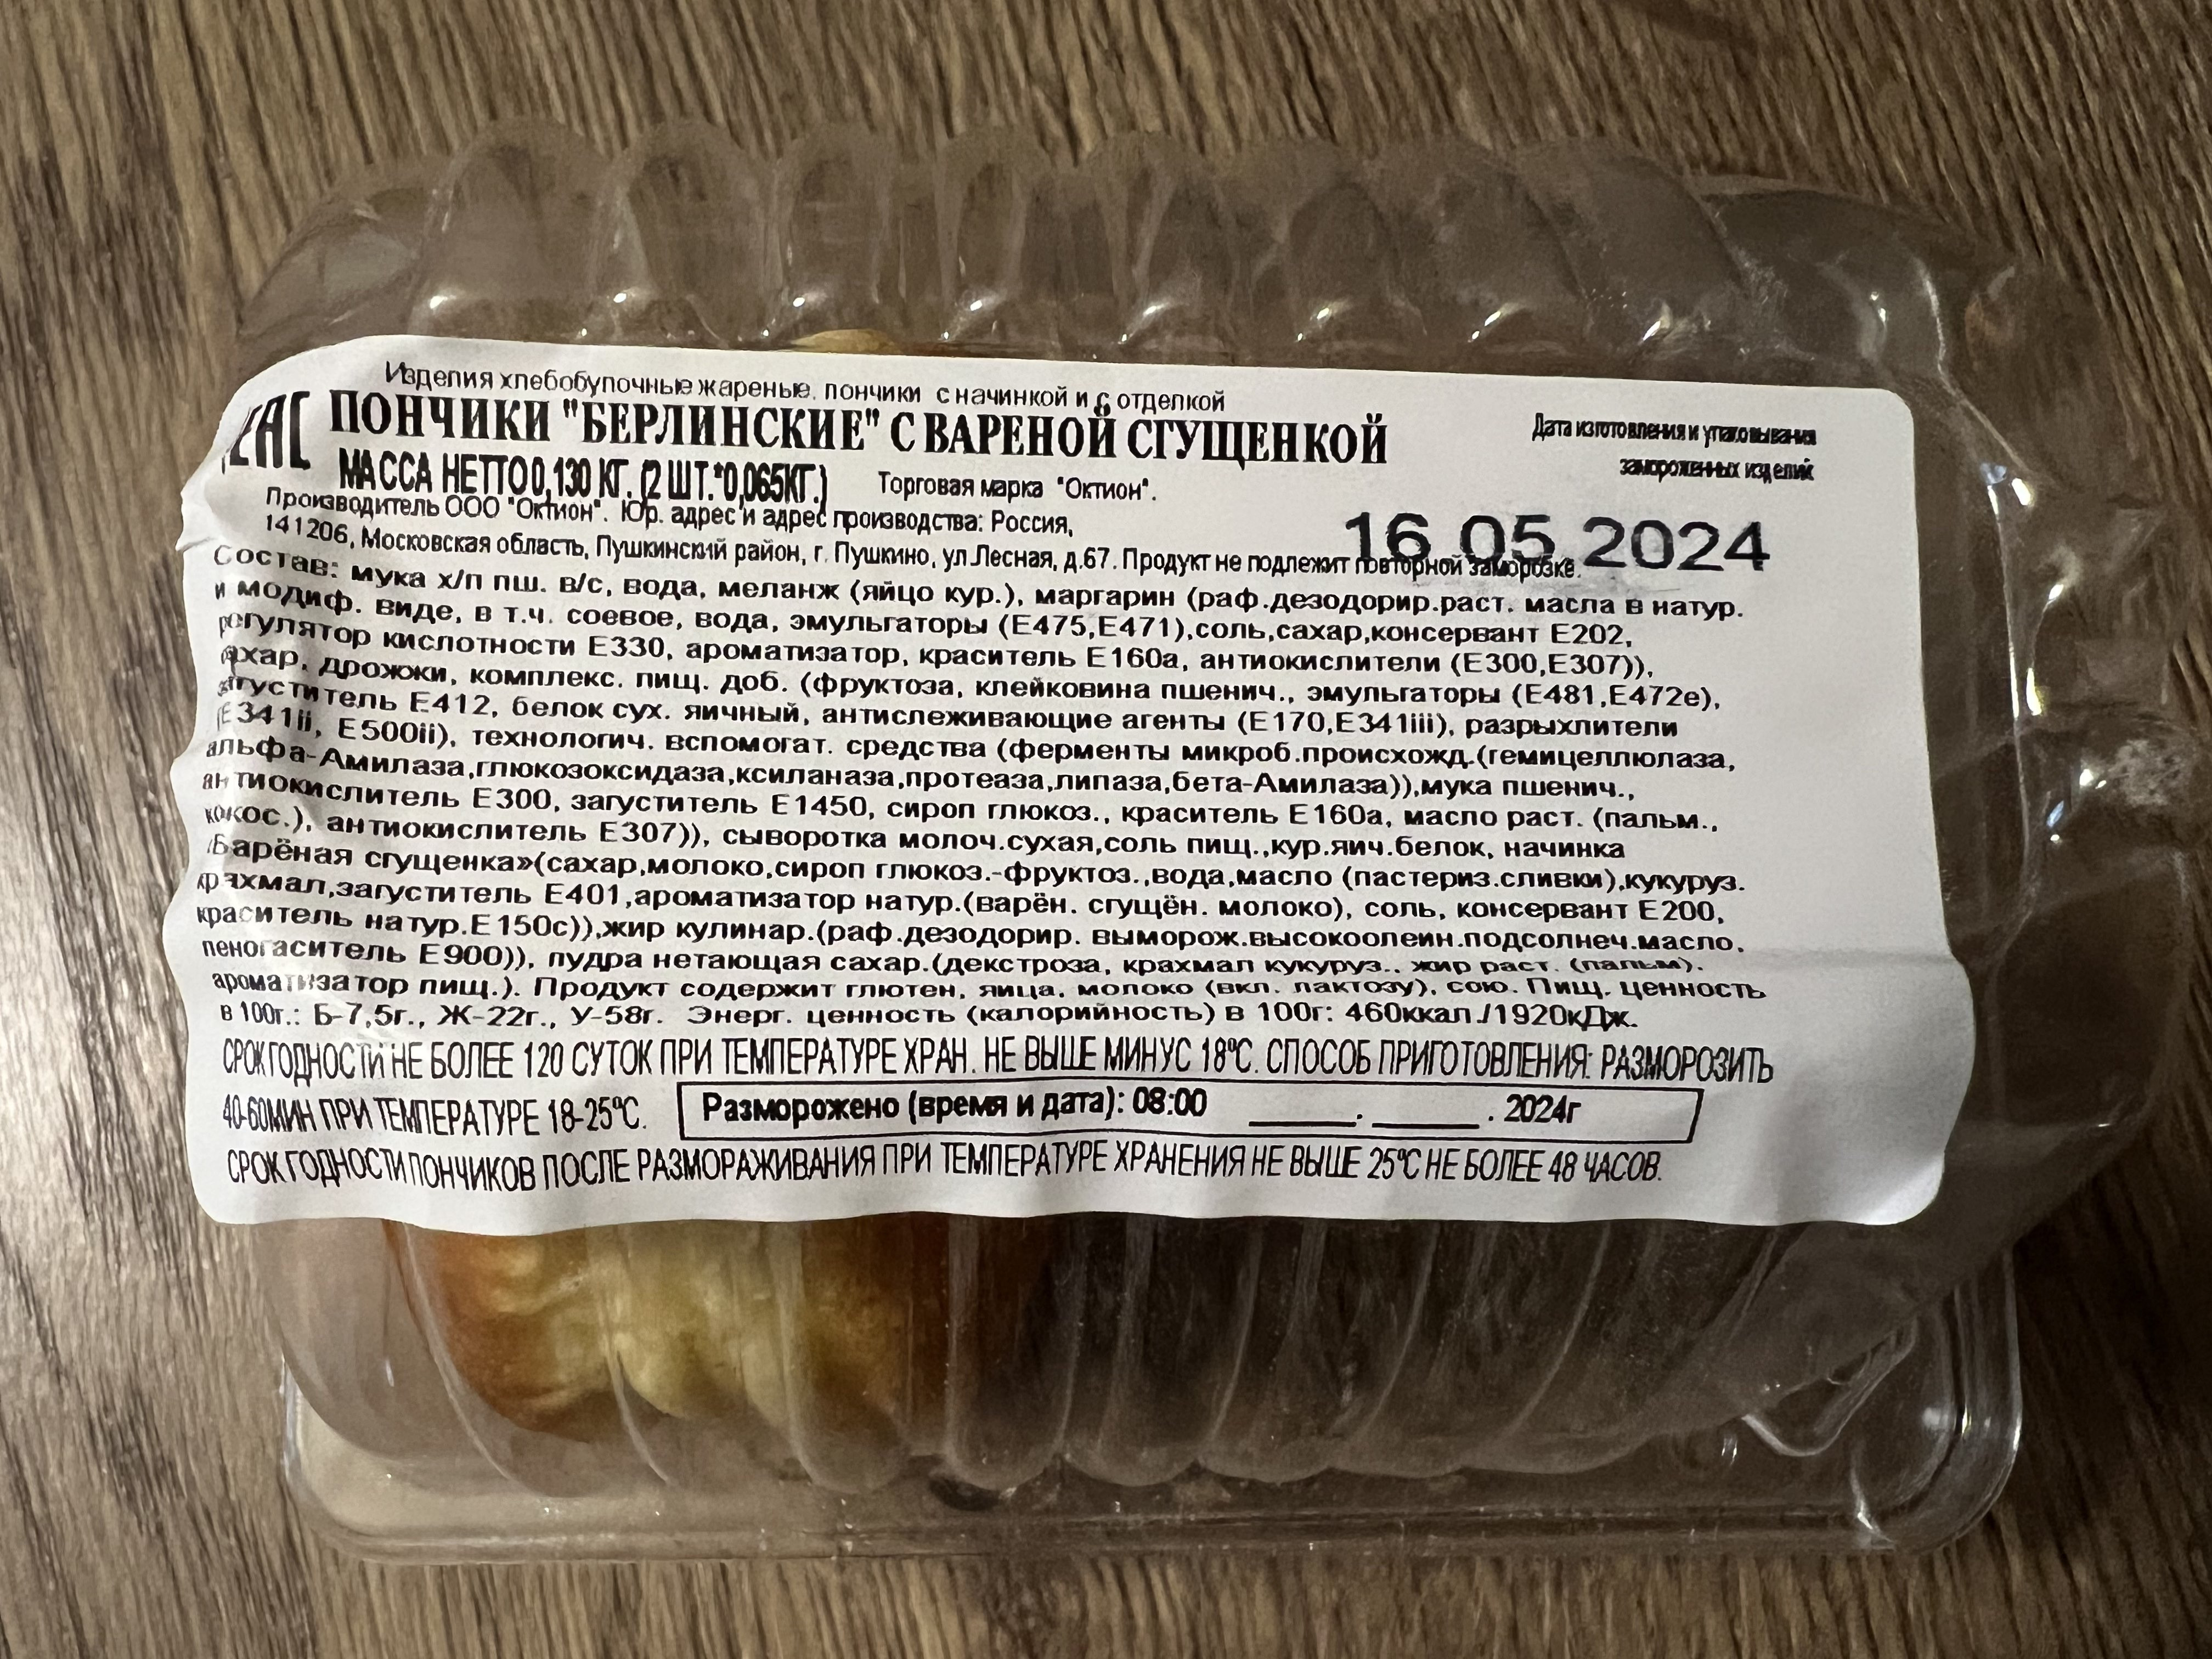 Изделия хлебобулочные жареные. пончики с начинкой и с отделкой
EAC ПОНЧИКИ "БЕРЛИНСКИЕ" С ВАРЕНОЙ СГУЩЕНКОЙ
Дата изготовления и упаковывания
замороженных изделий:
МАССА НЕТТО 0,130 КГ. (2 ШТ.*0,065КГ.) Торговая марка "Октион".
16 05 2024
Производитель ООО "Октион". Юр. адрес и адрес производства: Россия,
141206, Московская область, Пушкинский район, г. Пушкино, ул.Лесная, д.67. Продукт не подлежит повторной заморозке.
Состав: мука х/п пш. в/с, вода, меланж (яйцо кур.), маргарин (раф.дезодорир.раст. масла в натур.
и модиф. виде, в т.ч. соевое, вода, эмульгаторы (Е475,Е471),соль,сахар,консервант Е202,
регулятор кислотности Е330, ароматизатор, краситель Е160а, антиокислители (Е300,Е307)),
сахар, дрожжи, комплекс. пищ. доб. (фруктоза, клейковина пшенич., эмульгаторы (Е481,Е472е),
загуститель Е412, белок сух. яичный, антислеживающие агенты (Е170,Е341iii), разрыхлители
(Е341ii, Е500ii), технологич. вспомогат. средства (ферменты микроб.происхожд.(гемицеллюлаза,
альфа-Амилаза,глюкозоксидаза,ксиланаза,протеаза,липаза,бета-Амилаза)),мука пшенич.,
антиокислитель Е300, загуститель Е1450, сироп глюкоз., краситель Е160а, масло раст. (пальм.,
кокос.), антиокислитель Е307)), сыворотка молоч.сухая,соль пищ.,кур.яич.белок, начинка
«Варёная сгущенка»(сахар,молоко,сироп глюкоз.-фруктоз.,вода,масло (пастериз.сливки),кукуруз.
крахмал,загуститель Е401,ароматизатор натур.(варён. сгущён. молоко), соль, консервант Е200,
краситель натур.Е150с)),жир кулинар.(раф.дезодорир. выморож.высокоолеин.подсолнеч.масло,
пеногаситель Е900)), пудра нетающая сахар.(декстроза, крахмал кукуруз., жир раст. (пальм),
ароматизатор пищ.). Продукт содержит глютен, яйца, молоко (вкл. лактозу), сою. Пищ. ценность
в 100г.: Б-7,5г., Ж-22г., У-58г. Энерг. ценность (калорийность) в 100г: 460ккал./1920кДж.
СРОК ГОДНОСТИ НЕ БОЛЕЕ 120 СУТОК ПРИ ТЕМПЕРАТУРЕ ХРАН. НЕ ВЫШЕ МИНУС 18ºС. СПОСОБ ПРИГОТОВЛЕНИЯ: РАЗМОРОЗИТЬ
40-60МИН ПРИ ТЕМПЕРАТУРЕ 18-25ºС. Разморожено (время и дата): 08:00 ______. ______ . 2024г
СРОК ГОДНОСТИ ПОНЧИКОВ ПОСЛЕ РАЗМОРАЖИВАНИЯ ПРИ ТЕМПЕРАТУРЕ ХРАНЕНИЯ НЕ ВЫШЕ 25ºС НЕ БОЛЕЕ 48 ЧАСОВ.